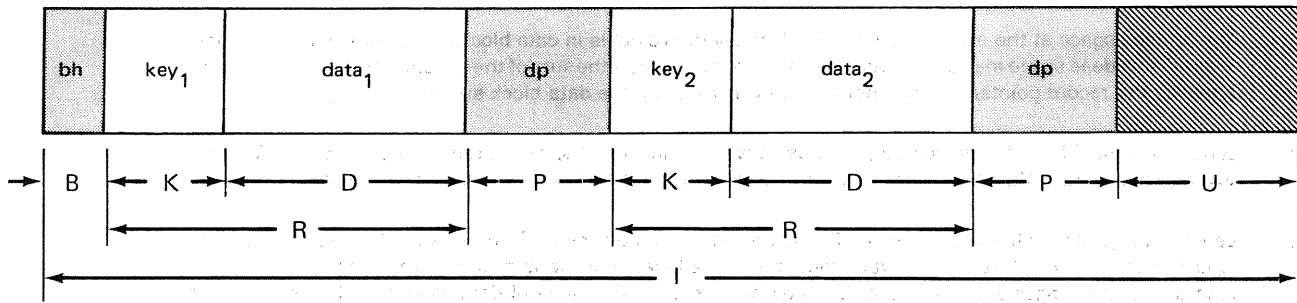 bh key₁ data₁ dp key₂ data₂ dp
B K D P K D P U
R R
I